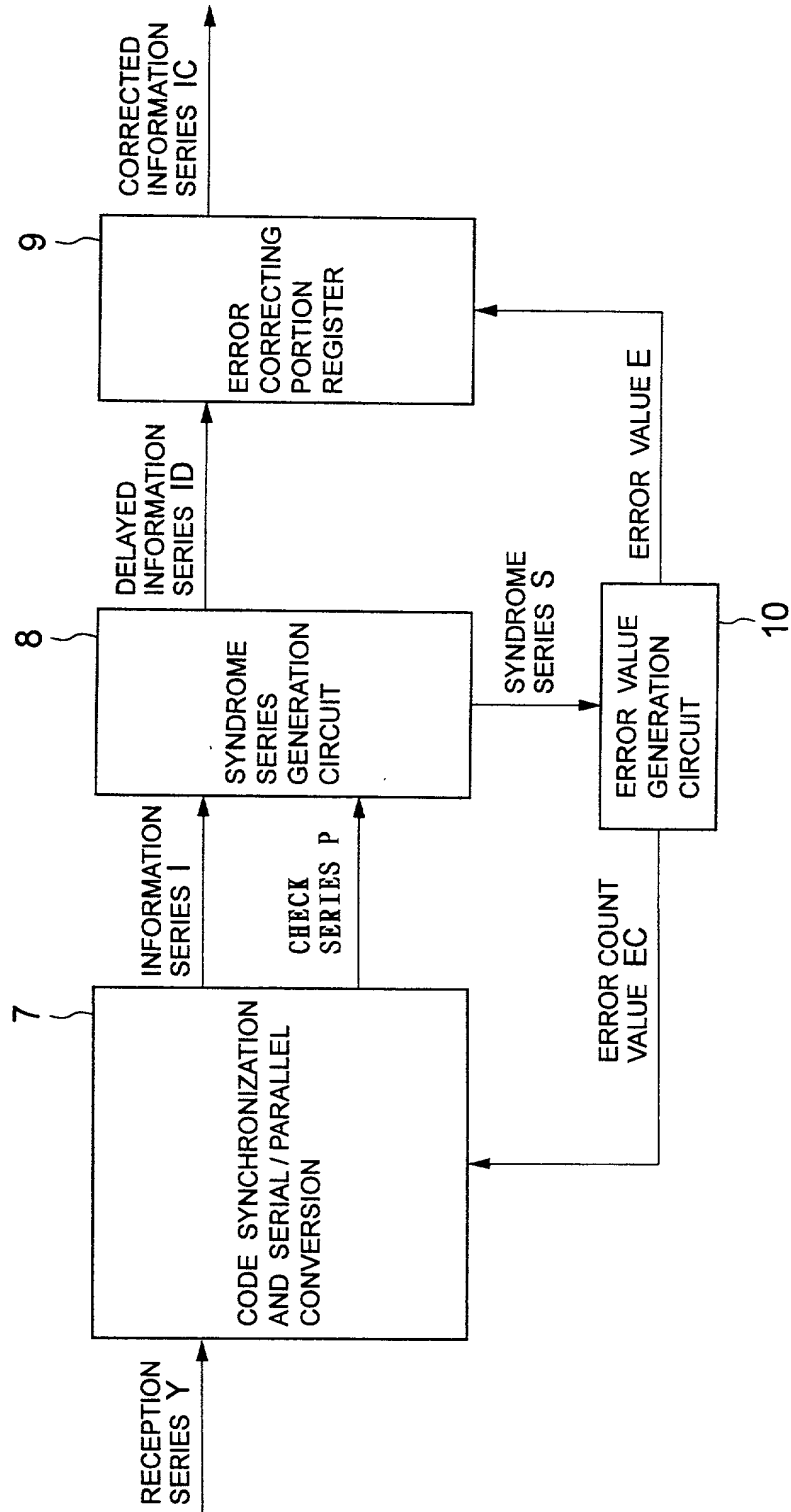 RECEPTION
SERIES Y
7
CODE SYNCHRONIZATION
AND SERIAL/PARALLEL
CONVERSION
INFORMATION
SERIES I
CHECK
SERIES P
8
SYNDROME
SERIES
GENERATION
CIRCUIT
DELAYED
INFORMATION
SERIES ID
9
ERROR
CORRECTING
PORTION
REGISTER
CORRECTED
INFORMATION
SERIES IC
ERROR COUNT
VALUE EC
SYNDROME
SERIES S
ERROR VALUE
GENERATION
CIRCUIT
10
ERROR VALUE E